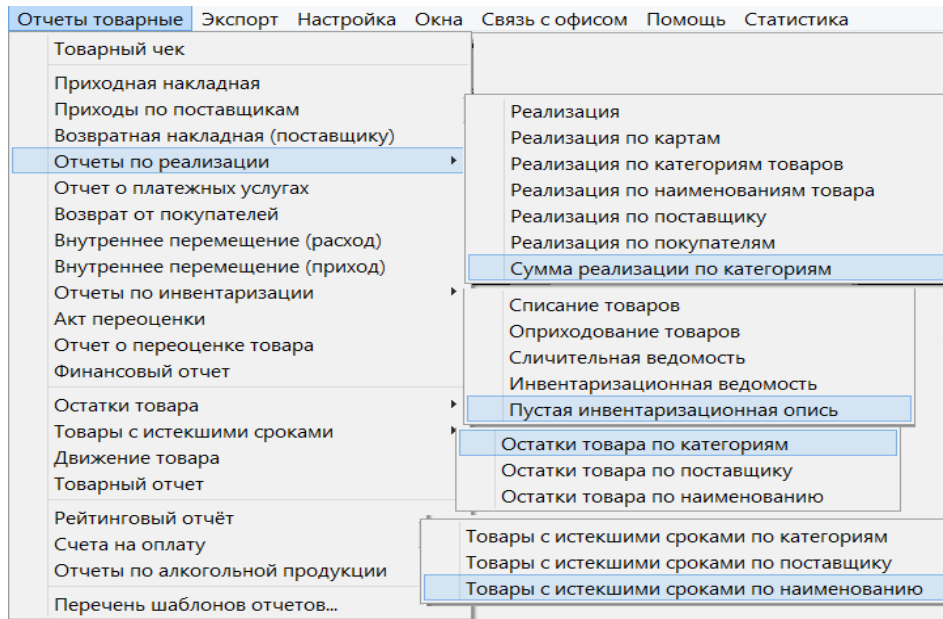 Отчеты товарные Экспорт Настройка Окна Связь с офисом Помощь Статистика
Товарный чек
Приходная накладная
Приходы по поставщикам
Возвратная накладная (поставщику)
Отчеты по реализации
Отчет о платежных услугах
Возврат от покупателей
Внутреннее перемещение (расход)
Внутреннее перемещение (приход)
Отчеты по инвентаризации
Акт переоценки
Отчет о переоценке товара
Финансовый отчет
Остатки товара
Товары с истекшими сроками
Движение товара
Товарный отчет
Рейтинговый отчёт
Счета на оплату
Отчеты по алкогольной продукции
Перечень шаблонов отчетов...
Реализация
Реализация по картам
Реализация по категориям товаров
Реализация по наименованиям товара
Реализация по поставщику
Реализация по покупателям
Сумма реализации по категориям
Списание товаров
Оприходование товаров
Сличительная ведомость
Инвентаризационная ведомость
Пустая инвентаризационная опись
Остатки товара по категориям
Остатки товара по поставщику
Остатки товара по наименованию
Товары с истекшими сроками по категориям
Товары с истекшими сроками по поставщику
Товары с истекшими сроками по наименованию